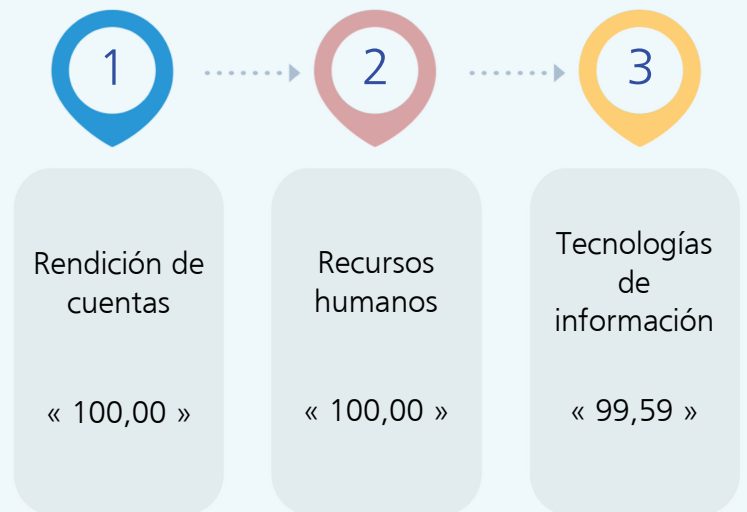 1
2
3
Rendición de
cuentas
« 100,00 »
Recursos
humanos
« 100,00 »
Tecnologías
de
información
« 99,59 »